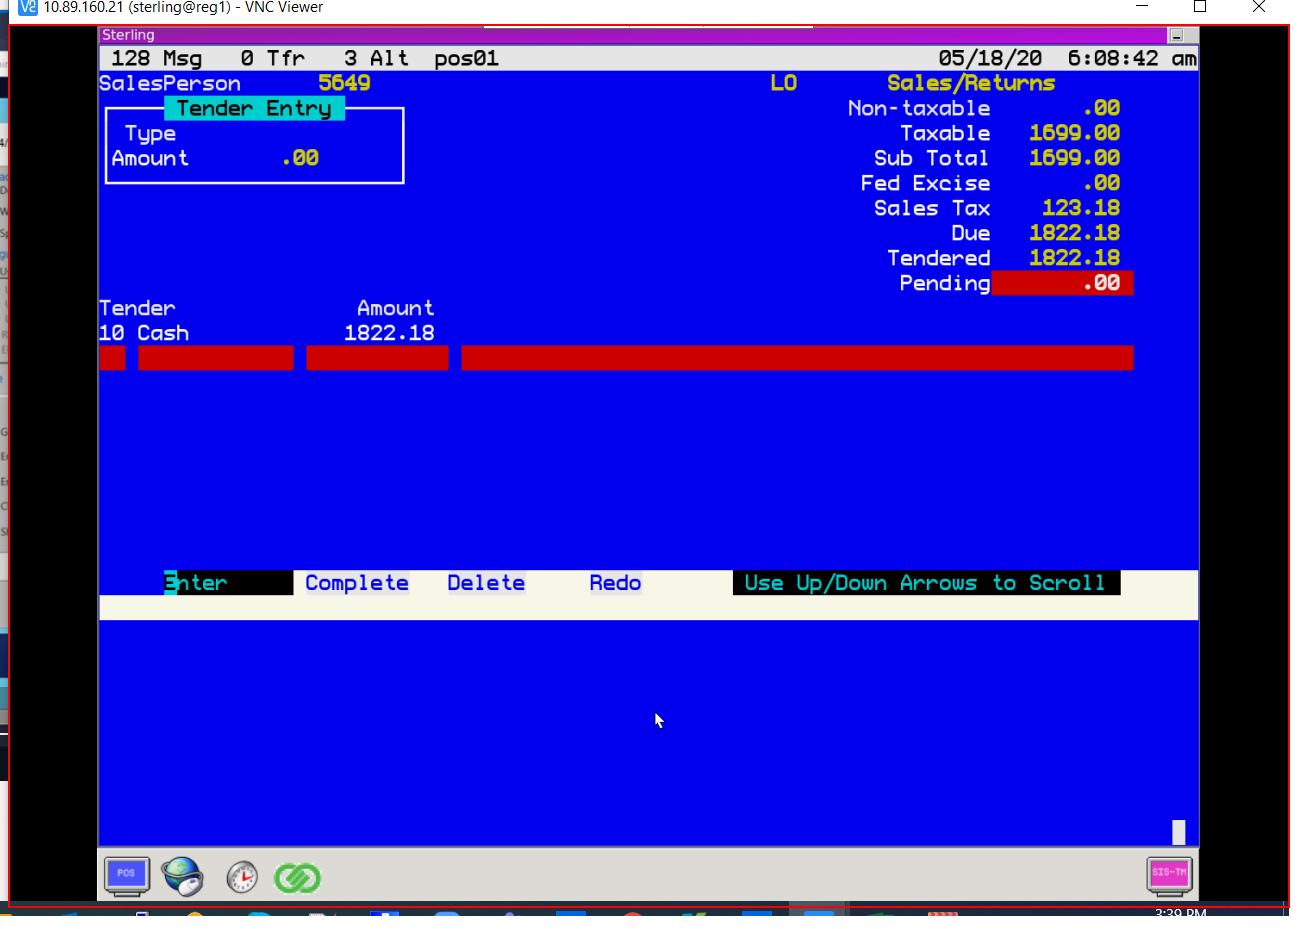 10.89.160.21 (sterling@reg1) - VNC Viewer
Sterling
128 Msg 0 Tfr 3 Alt pos01 05/18/20 6:08:42 am
SalesPerson 5649 LO Sales/Returns
Tender Entry
Type
Amount .00
Non-taxable .00
Taxable 1699.00
Sub Total 1699.00
Fed Excise .00
Sales Tax 123.18
Due 1822.18
Tendered 1822.18
Pending .00
Tender Amount
10 Cash 1822.18
Enter Complete Delete Redo Use Up/Down Arrows to Scroll
POS
SIS-TM
3:39 PM